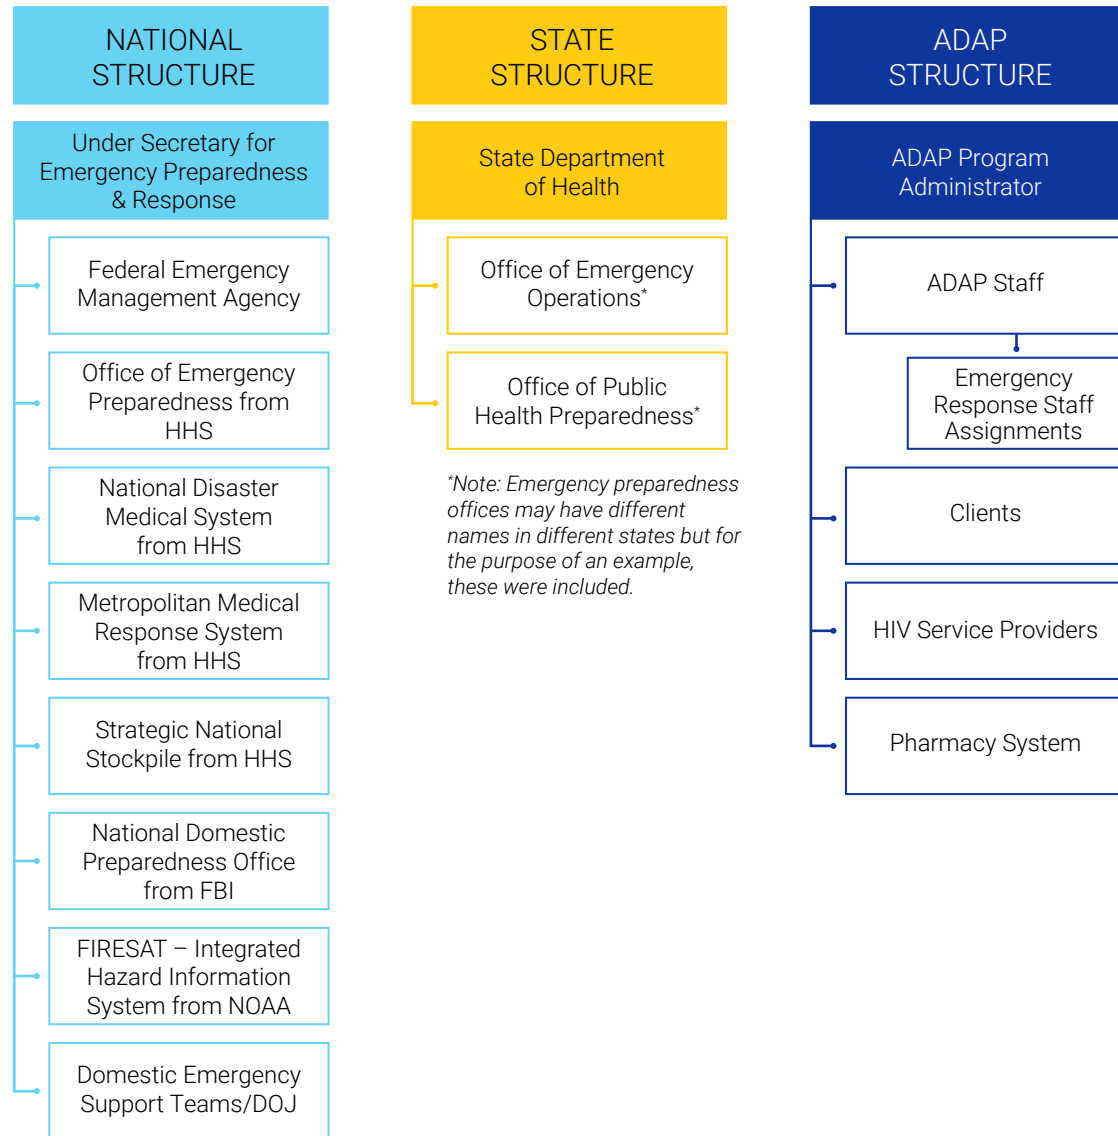 NATIONAL
STRUCTURE
Under Secretary for
Emergency Preparedness
& Response
Federal Emergency
Management Agency
Office of Emergency
Preparedness from
HHS
National Disaster
Medical System
from HHS
Metropolitan Medical
Response System
from HHS
Strategic National
Stockpile from HHS
National Domestic
Preparedness Office
from FBI
FIRESAT – Integrated
Hazard Information
System from NOAA
Domestic Emergency
Support Teams/DOJ
STATE
STRUCTURE
State Department
of Health
Office of Emergency
Operations*
Office of Public
Health Preparedness*
*Note: Emergency preparedness
offices may have different
names in different states but for
the purpose of an example,
these were included.
ADAP
STRUCTURE
ADAP Program
Administrator
ADAP Staff
Emergency
Response Staff
Assignments
Clients
HIV Service Providers
Pharmacy System